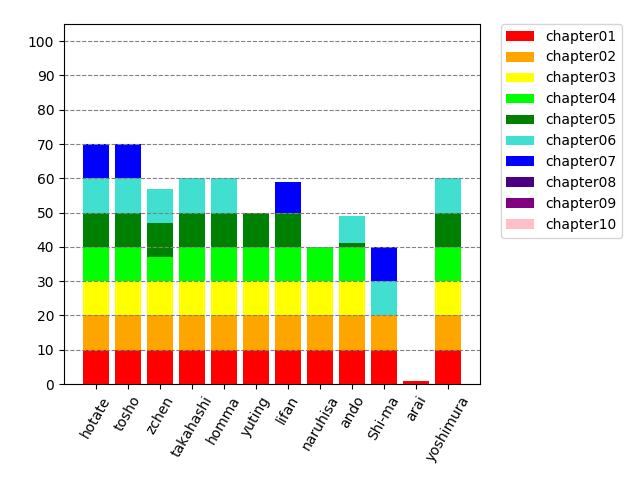 100
90
80
70
60
50
40
30
20
10
0
hotate
tosho
zchen
takahashi
homma
yuting
lifan
naruhisa
ando
Shi-ma
arai
yoshimura
chapter01
chapter02
chapter03
chapter04
chapter05
chapter06
chapter07
chapter08
chapter09
chapter10